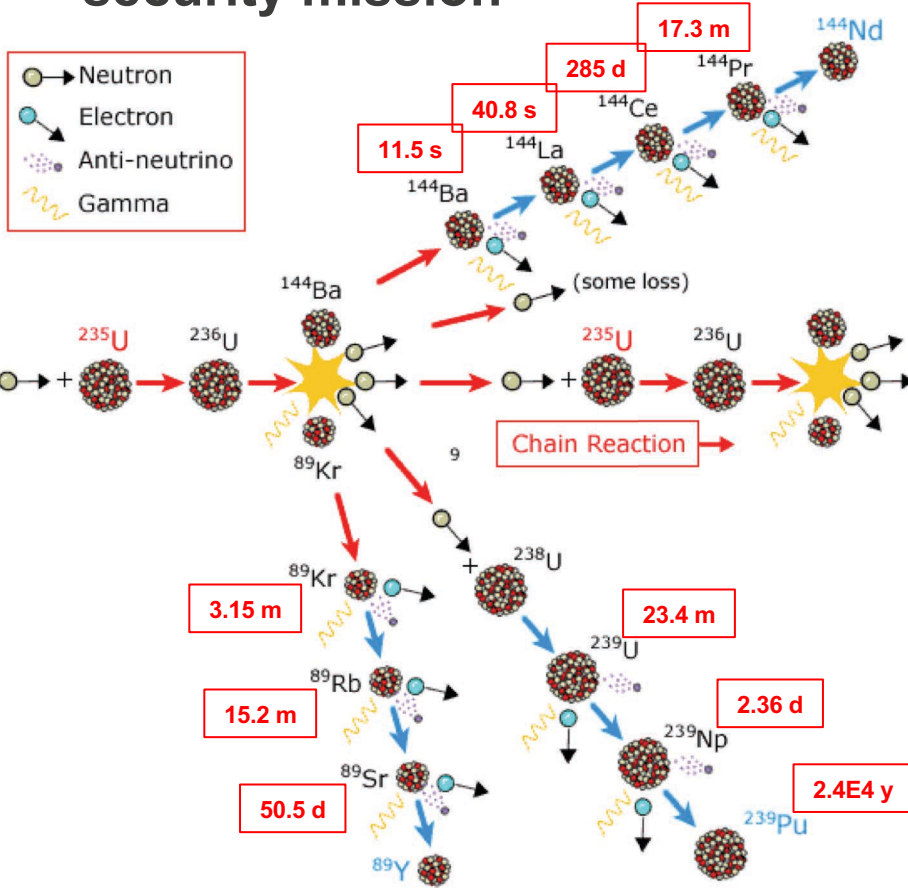 security mission
Neutron
Electron
Anti-neutrino
Gamma
17.3 m
¹⁴⁴Nd
285 d
¹⁴⁴Pr
40.8 s
¹⁴⁴Ce
11.5 s
¹⁴⁴La
¹⁴⁴Ba
(some loss)
¹⁴⁴Ba
+ ²³⁵U ²³⁶U
+ ²³⁵U ²³⁶U
Chain Reaction
⁸⁹Kr
9
⁸⁹Kr
3.15 m
+ ²³⁸U
²³⁹U
23.4 m
⁸⁹Rb
15.2 m
²³⁹Np
2.36 d
⁸⁹Sr
50.5 d
²³⁹Pu
2.4E4 y
⁸⁹Y